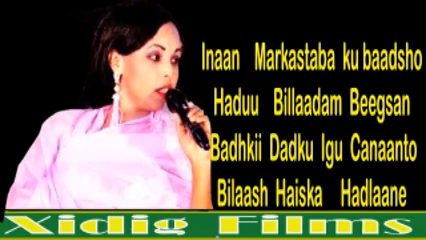 Inaan Markastaba ku baadsho
Haduu Billaadam Beegsan
Badhkii Dadku Igu Canaanto
Bilaash Haiska Hadlaane
Xidig Films